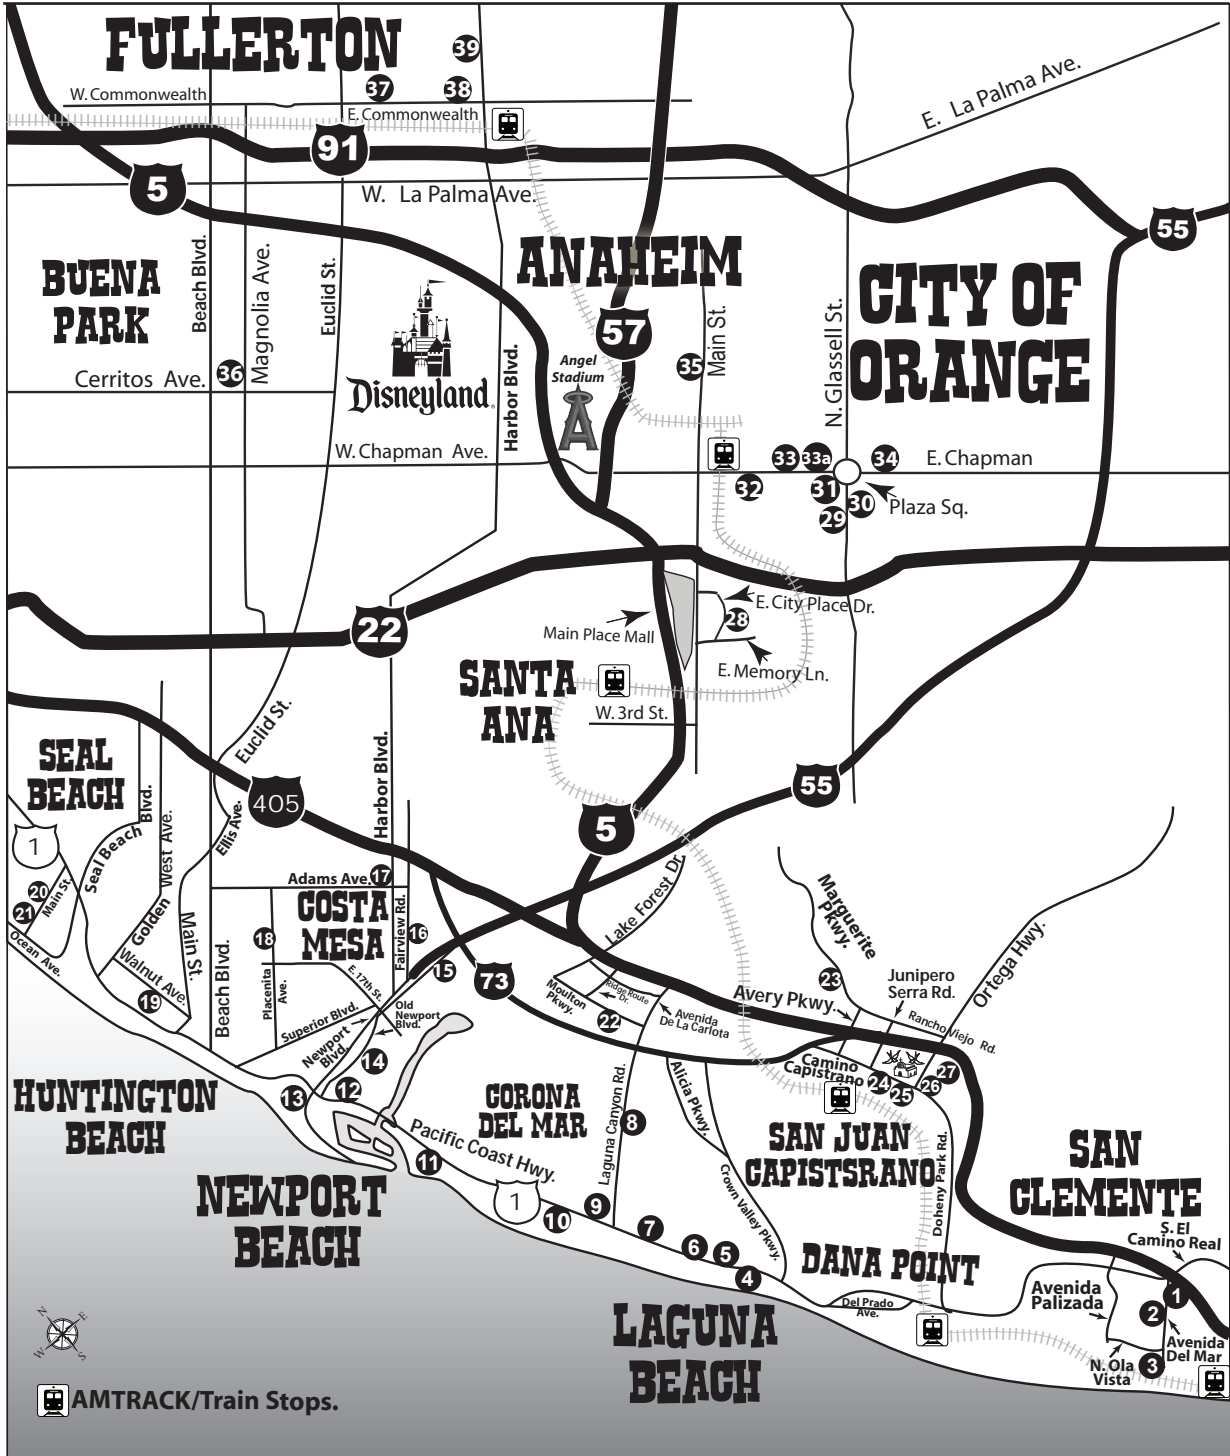 FULLERTON
39
37
38
W. Commonwealth
E. Commonwealth
E. La Palma Ave.
91
5
W. La Palma Ave.
55
BUENA
PARK
Beach Blvd.
Magnolia Ave.
Euclid St.
ANAHEIM
57
CITY OF
ORANGE
Main St.
N. Glassell St.
Disneyland
Harbor Blvd.
Angel
Stadium
A
35
36
Cerritos Ave.
W. Chapman Ave.
33
33a
34
E. Chapman
32
31
30
29
Plaza Sq.
22
E. City Place Dr.
28
Main Place Mall
E. Memory Ln.
SANTA
ANA
W. 3rd St.
SEAL
BEACH
Euclid St.
Harbor Blvd.
405
55
5
1
Seal Beach Blvd.
Golden West Ave.
Ellis Ave.
20
21
Main St.
Ocean Ave.
Adams Ave.
17
COSTA
MESA
Fairview Rd.
16
18
15
Main St.
Beach Blvd.
Placenita
Ave.
E. 17th St.
Walnut Ave.
19
Superior Blvd.
Newport
Blvd.
Old
Newport
Blvd.
14
12
13
73
Lake Forest Dr.
Moulton
Pkwy.
Ridge Route
Dr.
22
Avenida
De La Carlota
Marguerite
Pkwy.
23
Junipero
Serra Rd.
Ortega Hwy.
Avery Pkwy.
Rancho Viejo Rd.
Camino
Capistrano
24
25
26
27
HUNTINGTON
BEACH
NEWPORT
BEACH
CORONA
DEL MAR
Pacific Coast Hwy.
11
1
10
9
Laguna Canyon Rd.
8
Alicia Pkwy.
Crown Valley Pkwy.
7
6
5
4
SAN JUAN
CAPISTSRANO
Doheny Park Rd.
DANA POINT
Del Prado
Ave.
SAN
CLEMENTE
S. El
Camino Real
Avenida
Palizada
1
2
Avenida
Del Mar
N. Ola
Vista
3
LAGUNA
BEACH
N
E
W
S
AMTRACK/Train Stops.